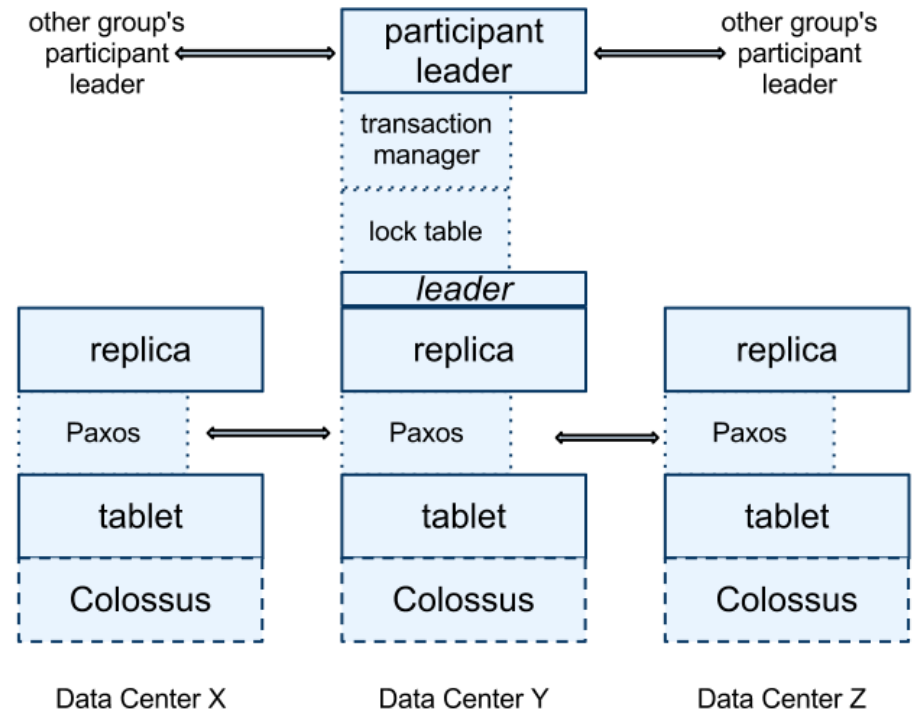 other group's
participant
leader
participant
leader
other group's
participant
leader
transaction
manager
lock table
leader
replica
replica
replica
Paxos
Paxos
Paxos
tablet
tablet
tablet
Colossus
Colossus
Colossus
Data Center X
Data Center Y
Data Center Z